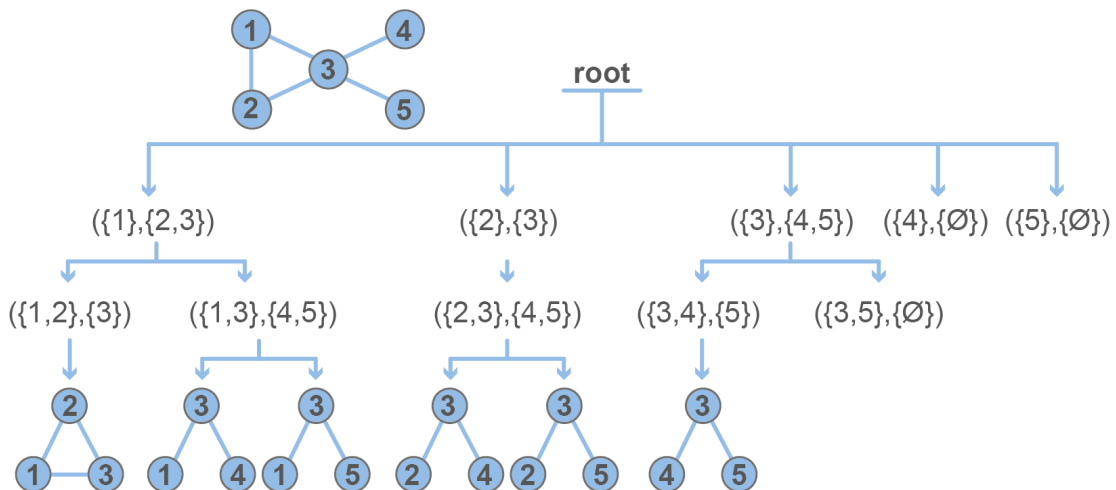 1 4
3
2 5
root
({1},{2,3}) ({2},{3}) ({3},{4,5}) ({4},{Ø}) ({5},{Ø})
({1,2},{3}) ({1,3},{4,5}) ({2,3},{4,5}) ({3,4},{5}) ({3,5},{Ø})
2 3 3 3 3 3
1 3 1 4 1 5 2 4 2 5 4 5